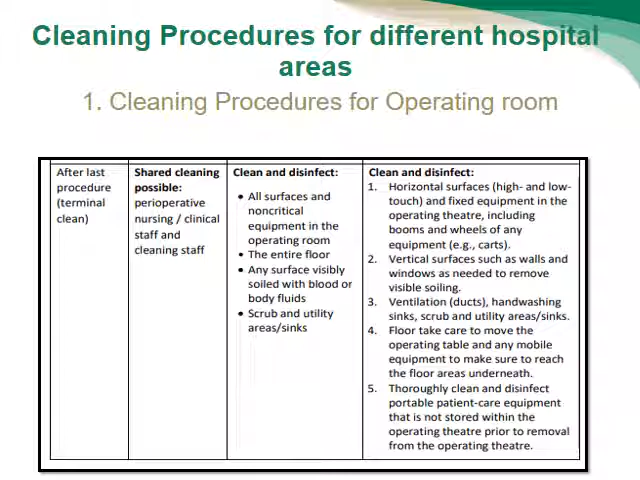 Cleaning Procedures for different hospital
areas
1. Cleaning Procedures for Operating room
After last
procedure
(terminal
clean)
Shared cleaning
possible:
perioperative
nursing / clinical
staff and
cleaning staff
Clean and disinfect:
• All surfaces and
noncritical
equipment in the
operating room
• The entire floor
• Any surface visibly
soiled with blood or
body fluids
• Scrub and utility
areas/sinks
Clean and disinfect:
1. Horizontal surfaces (high- and low-
touch) and fixed equipment in the
operating theatre, including
booms and wheels of any
equipment (e.g., carts).
2. Vertical surfaces such as walls and
windows as needed to remove
visible soiling.
3. Ventilation (ducts), handwashing
sinks, scrub and utility areas/sinks.
4. Floor take care to move the
operating table and any mobile
equipment to make sure to reach
the floor areas underneath.
5. Thoroughly clean and disinfect
portable patient-care equipment
that is not stored within the
operating theatre prior to removal
from the operating theatre.